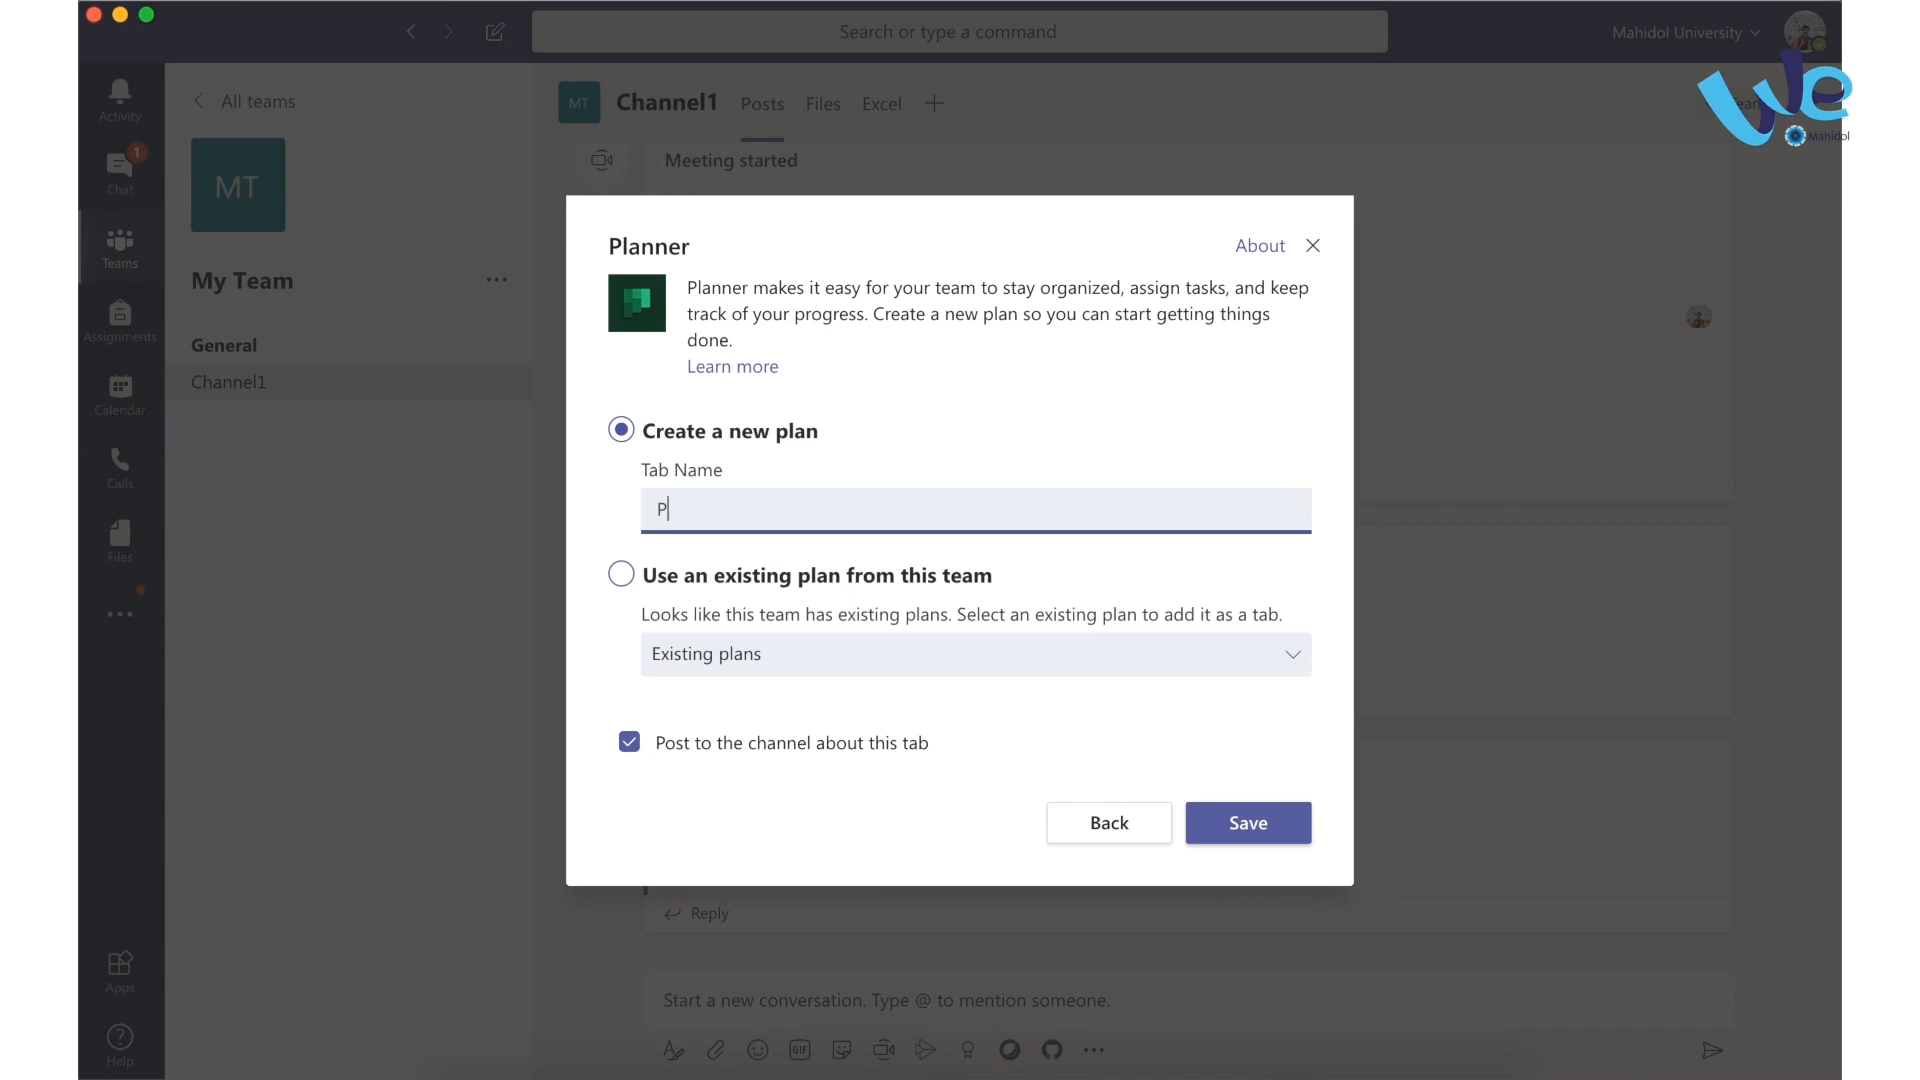 Search or type a command
Mahidol University
Activity
1
Chat
Teams
Assignments
Calendar
Calls
Files
Apps
Help
All teams
MT
My Team
General
Channel1
MT
Channel1
Posts
Files
Excel
We
Mahidol
Meeting started
Planner
About
Planner makes it easy for your team to stay organized, assign tasks, and keep
track of your progress. Create a new plan so you can start getting things
done.
Learn more
Create a new plan
Tab Name
P
Use an existing plan from this team
Looks like this team has existing plans. Select an existing plan to add it as a tab.
Existing plans
Post to the channel about this tab
Back
Save
Reply
Start a new conversation. Type @ to mention someone.
GIF